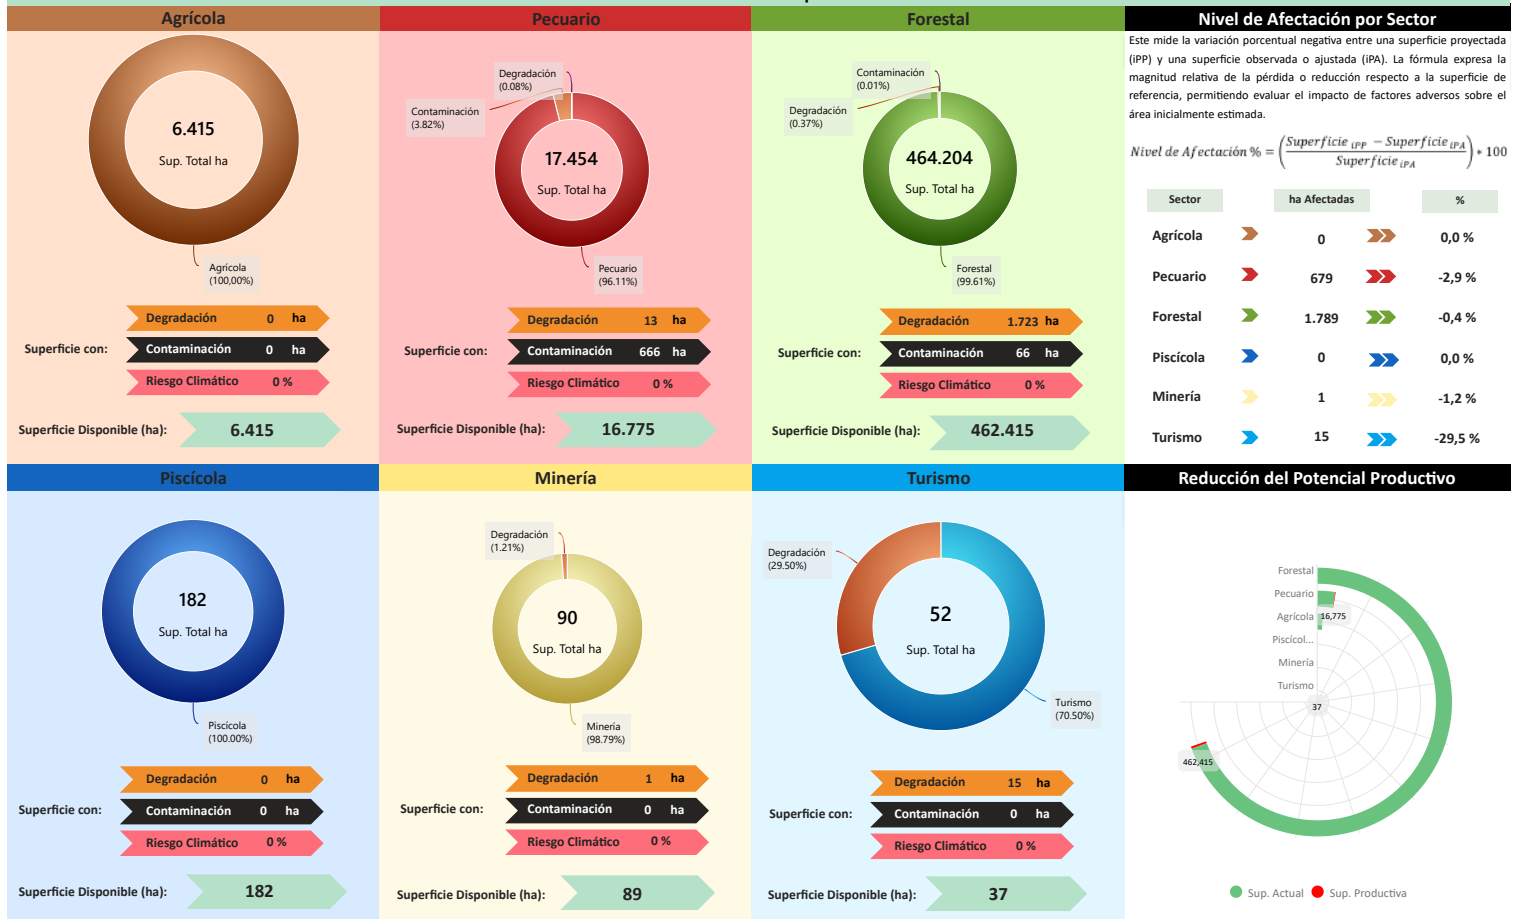 Agrícola
6.415
Sup. Total ha
Agrícola
(100,00%)
Superficie con:
Degradación 0 ha
Contaminación 0 ha
Riesgo Climático 0 %
Superficie Disponible (ha): 6.415
Pecuario
Degradación
(0.08%)
Contaminación
(3.82%)
17.454
Sup. Total ha
Pecuario
(96.11%)
Superficie con:
Degradación 13 ha
Contaminación 666 ha
Riesgo Climático 0 %
Superficie Disponible (ha): 16.775
Forestal
Contaminación
(0.01%)
Degradación
(0.37%)
464.204
Sup. Total ha
Forestal
(99.61%)
Superficie con:
Degradación 1.723 ha
Contaminación 66 ha
Riesgo Climático 0 %
Superficie Disponible (ha): 462.415
Nivel de Afectación por Sector
Este mide la variación porcentual negativa entre una superficie proyectada
(iPP) y una superficie observada o ajustada (iPA). La fórmula expresa la
magnitud relativa de la pérdida o reducción respecto a la superficie de
referencia, permitiendo evaluar el impacto de factores adversos sobre el
área inicialmente estimada.
Nivel de Afectación % = (Superficie iPP − Superficie iPA / Superficie iPA) * 100
Sector ha Afectadas %
Agrícola 0 0,0 %
Pecuario 679 -2,9 %
Forestal 1.789 -0,4 %
Piscícola 0 0,0 %
Minería 1 -1,2 %
Turismo 15 -29,5 %
Piscícola
182
Sup. Total ha
Piscícola
(100.00%)
Superficie con:
Degradación 0 ha
Contaminación 0 ha
Riesgo Climático 0 %
Superficie Disponible (ha): 182
Minería
Degradación
(1.21%)
90
Sup. Total ha
Minería
(98.79%)
Superficie con:
Degradación 1 ha
Contaminación 0 ha
Riesgo Climático 0 %
Superficie Disponible (ha): 89
Turismo
Degradación
(29.50%)
52
Sup. Total ha
Turismo
(70.50%)
Superficie con:
Degradación 15 ha
Contaminación 0 ha
Riesgo Climático 0 %
Superficie Disponible (ha): 37
Reducción del Potencial Productivo
Forestal
Pecuario
Agrícola
16,775
Piscícol...
Minería
Turismo
37
462,415
Sup. Actual
Sup. Productiva